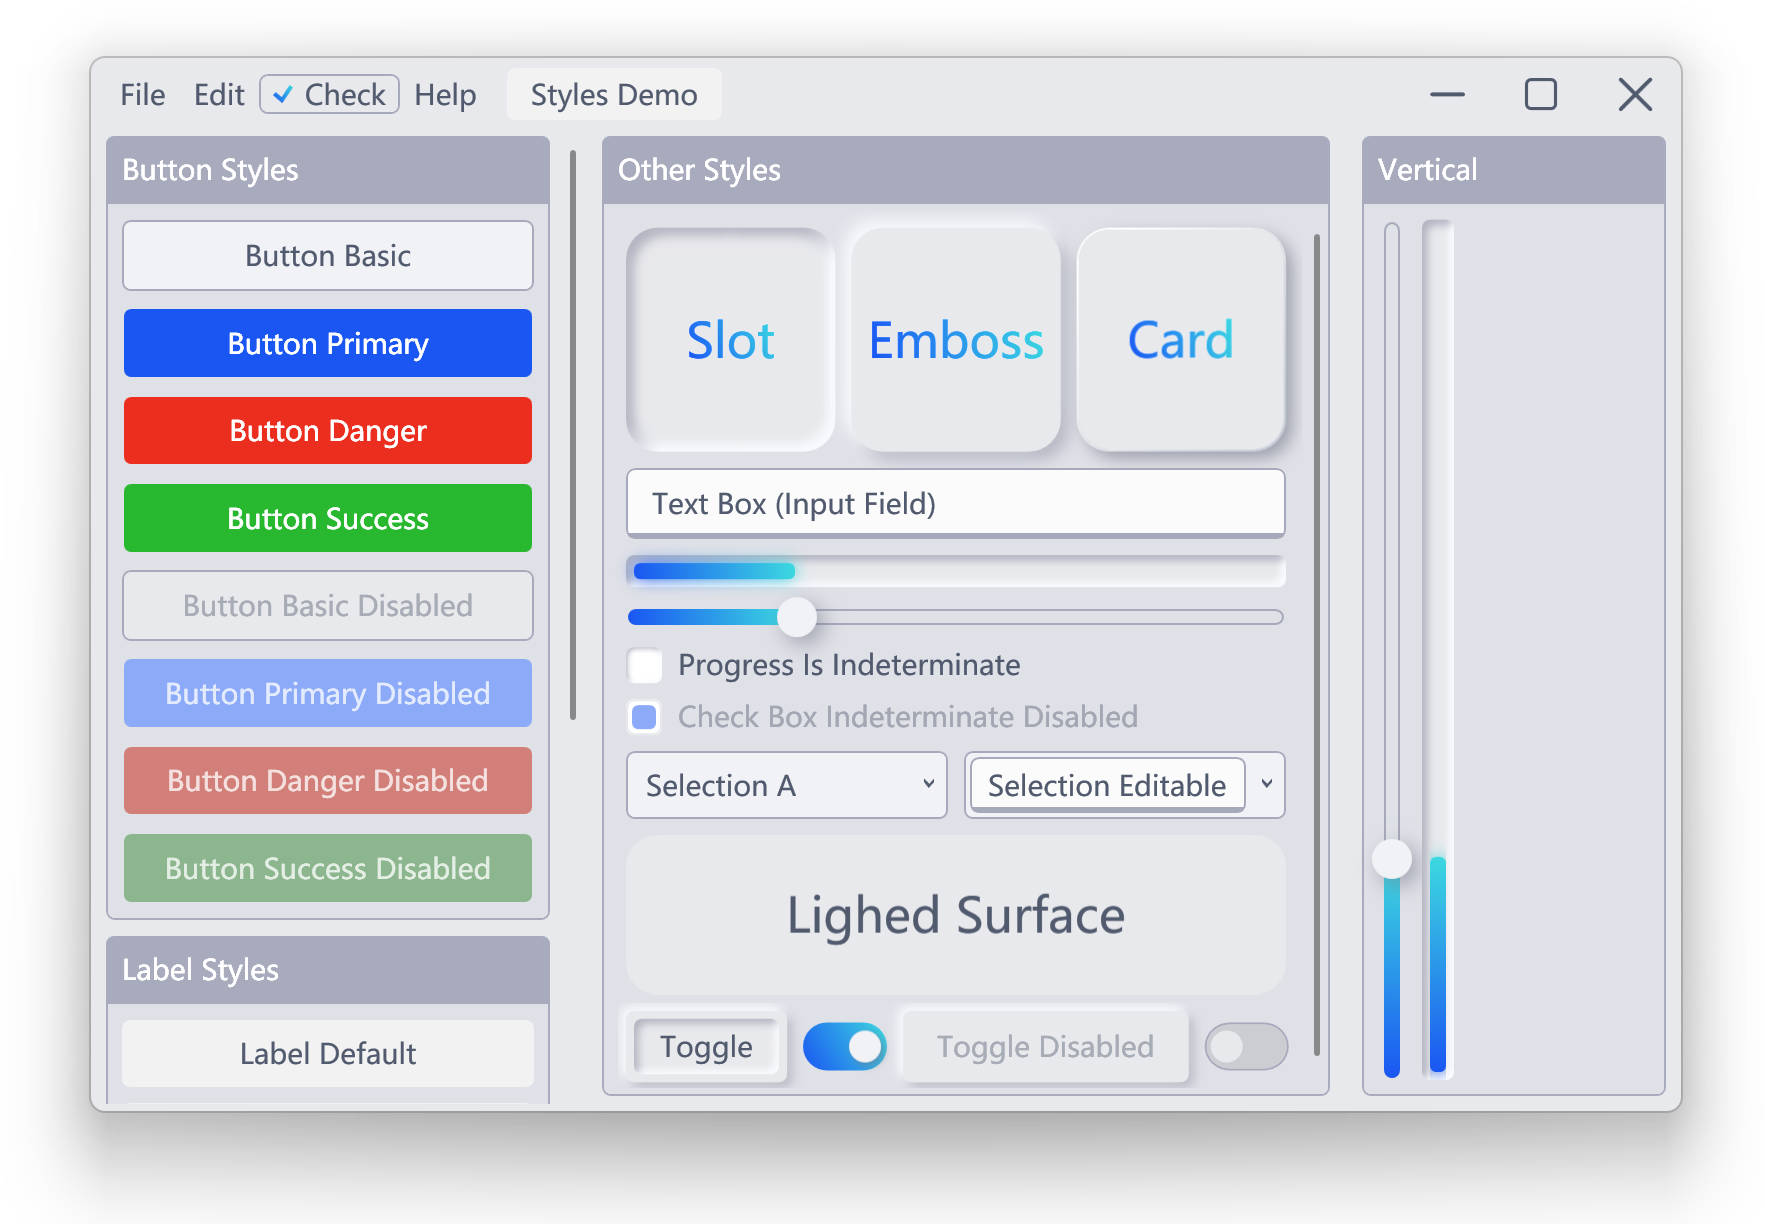 File Edit Check Help Styles Demo
Button Styles
Button Basic
Button Primary
Button Danger
Button Success
Button Basic Disabled
Button Primary Disabled
Button Danger Disabled
Button Success Disabled
Label Styles
Label Default
Other Styles
Slot Emboss Card
Text Box (Input Field)
Progress Is Indeterminate
Check Box Indeterminate Disabled
Selection A Selection Editable
Lighed Surface
Toggle Toggle Disabled
Vertical